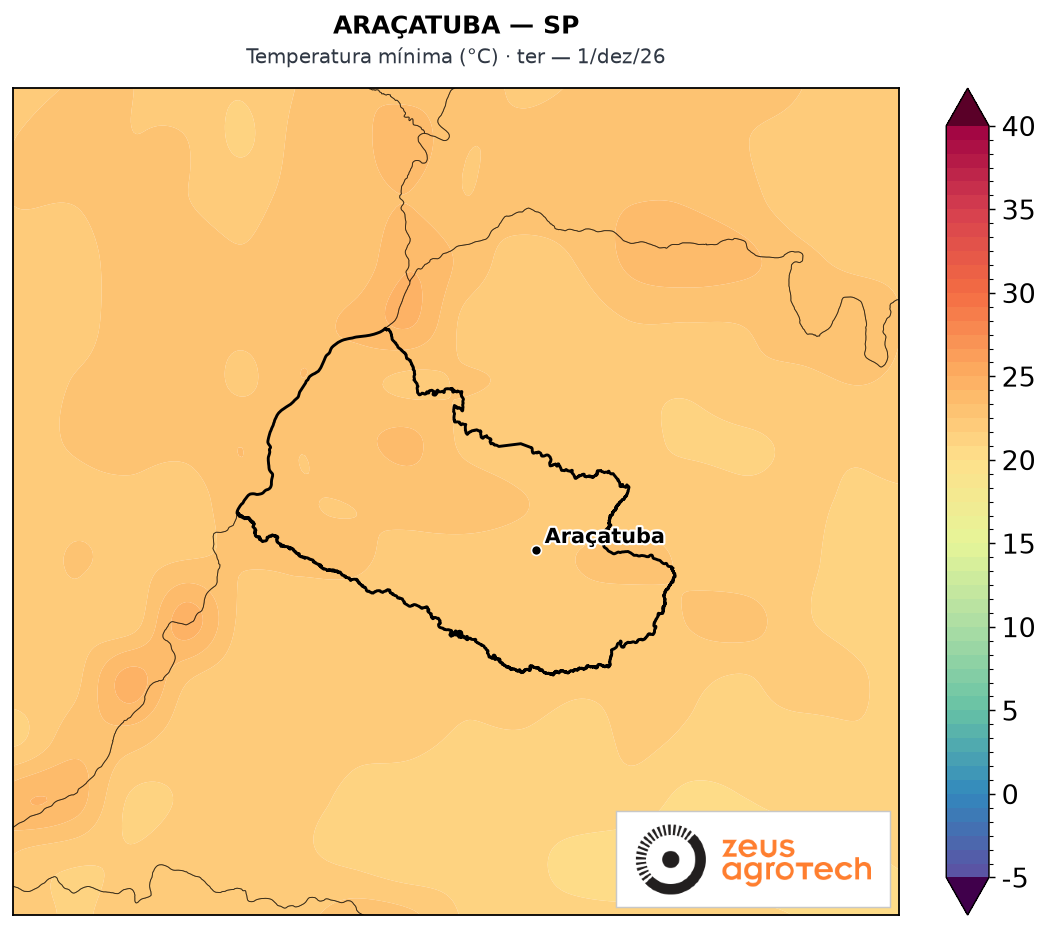 ARAÇATUBA — SP
Temperatura mínima (°C) · ter — 1/dez/26
40
35
30
25
20
15
10
5
0
-5
Araçatuba
zeus
agrotech